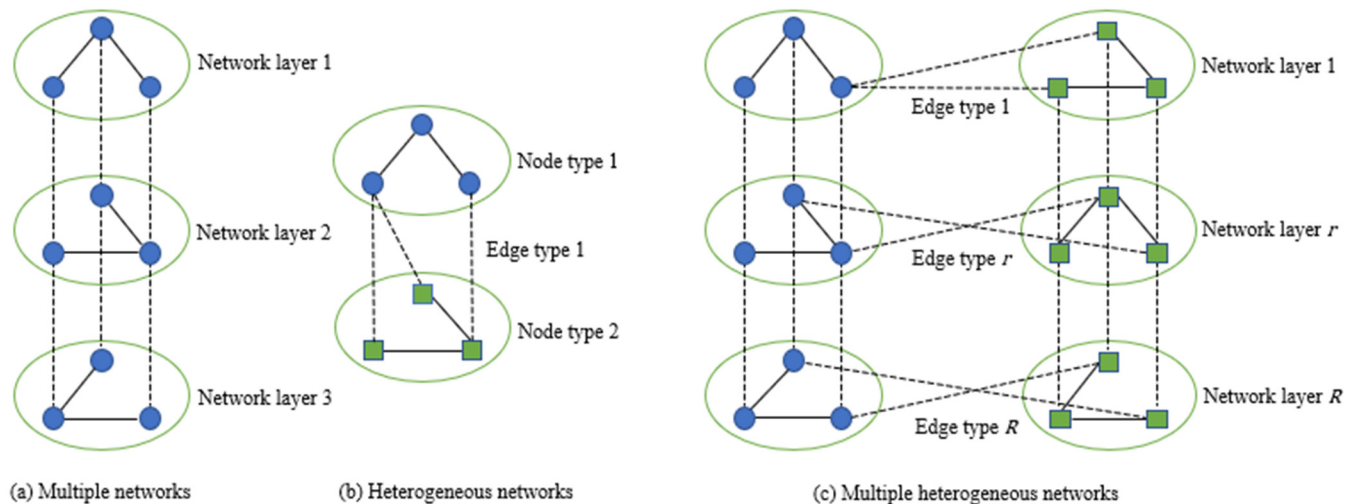 Network layer 1
Network layer 2
Network layer 3
(a) Multiple networks
Node type 1
Edge type 1
Node type 2
(b) Heterogeneous networks
Network layer 1
Edge type 1
Network layer r
Edge type r
Network layer R
Edge type R
(c) Multiple heterogeneous networks